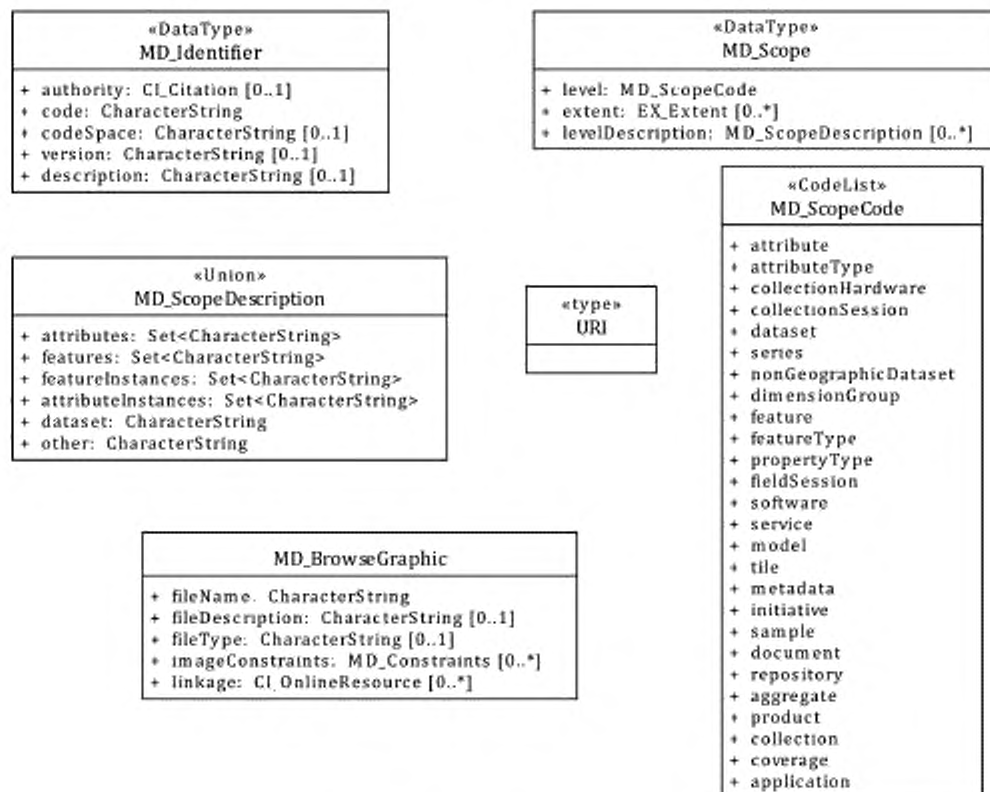 «DataType»
MD_Identifier
+ authority: CI_Citation [0..1]
+ code: CharacterString
+ codeSpace: CharacterString [0..1]
+ version: CharacterString [0..1]
+ description: CharacterString [0..1]
«DataType»
MD_Scope
+ level: MD_ScopeCode
+ extent: EX_Extent [0..*]
+ levelDescription: MD_ScopeDescription [0..*]
«CodeList»
MD_ScopeCode
+ attribute
+ attributeType
+ collectionHardware
+ collectionSession
+ dataset
+ series
+ nonGeographicDataset
+ dimensionGroup
+ feature
+ featureType
+ propertyType
+ fieldSession
+ software
+ service
+ model
+ tile
+ metadata
+ initiative
+ sample
+ document
+ repository
+ aggregate
+ product
+ collection
+ coverage
+ application
«Union»
MD_ScopeDescription
+ attributes: Set<CharacterString>
+ features: Set<CharacterString>
+ featureInstances: Set<CharacterString>
+ attributeInstances: Set<CharacterString>
+ dataset: CharacterString
+ other: CharacterString
«type»
URI
MD_BrowseGraphic
+ fileName. CharacterString
+ fileDescription: CharacterString [0..1]
+ fileType: CharacterString [0..1]
+ imageConstraints: MD_Constraints [0..*]
+ linkage: CI_OnlineResource [0..*]